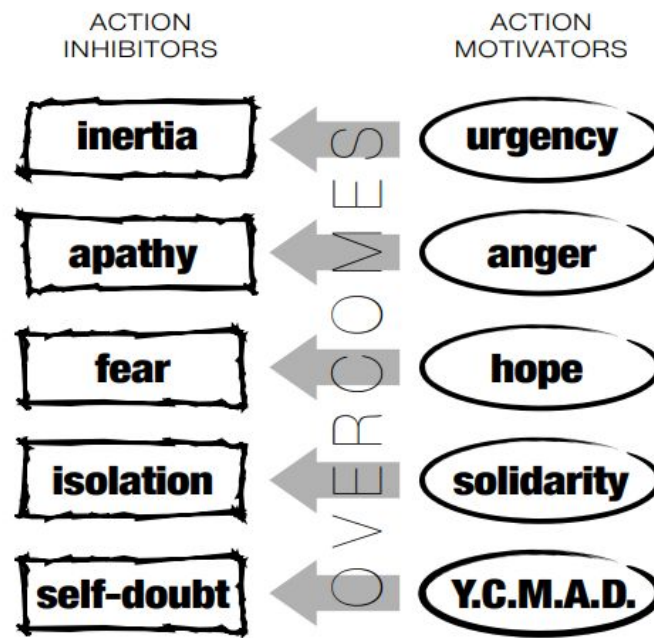 ACTION
INHIBITORS
ACTION
MOTIVATORS
inertia
urgency
apathy
anger
fear
hope
isolation
solidarity
self-doubt
Y.C.M.A.D.
OVERCOMES